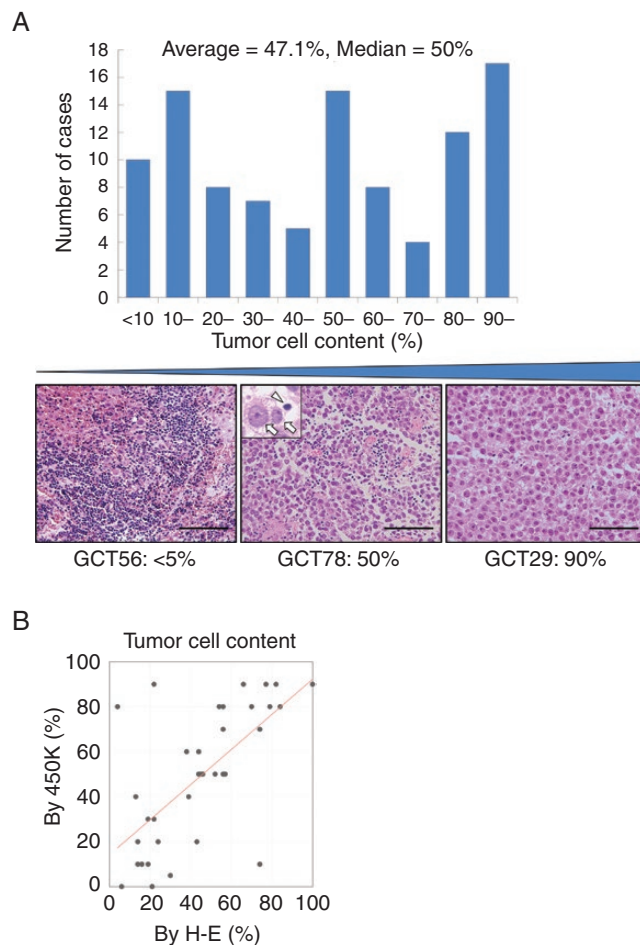 A
Average = 47.1%, Median = 50%
Number of cases
18
16
14
12
10
8
6
4
2
0
<10 10– 20– 30– 40– 50– 60– 70– 80– 90–
Tumor cell content (%)
GCT56: <5% GCT78: 50% GCT29: 90%
B
Tumor cell content
By 450K (%)
100
80
60
40
20
0
0 20 40 60 80 100
By H-E (%)